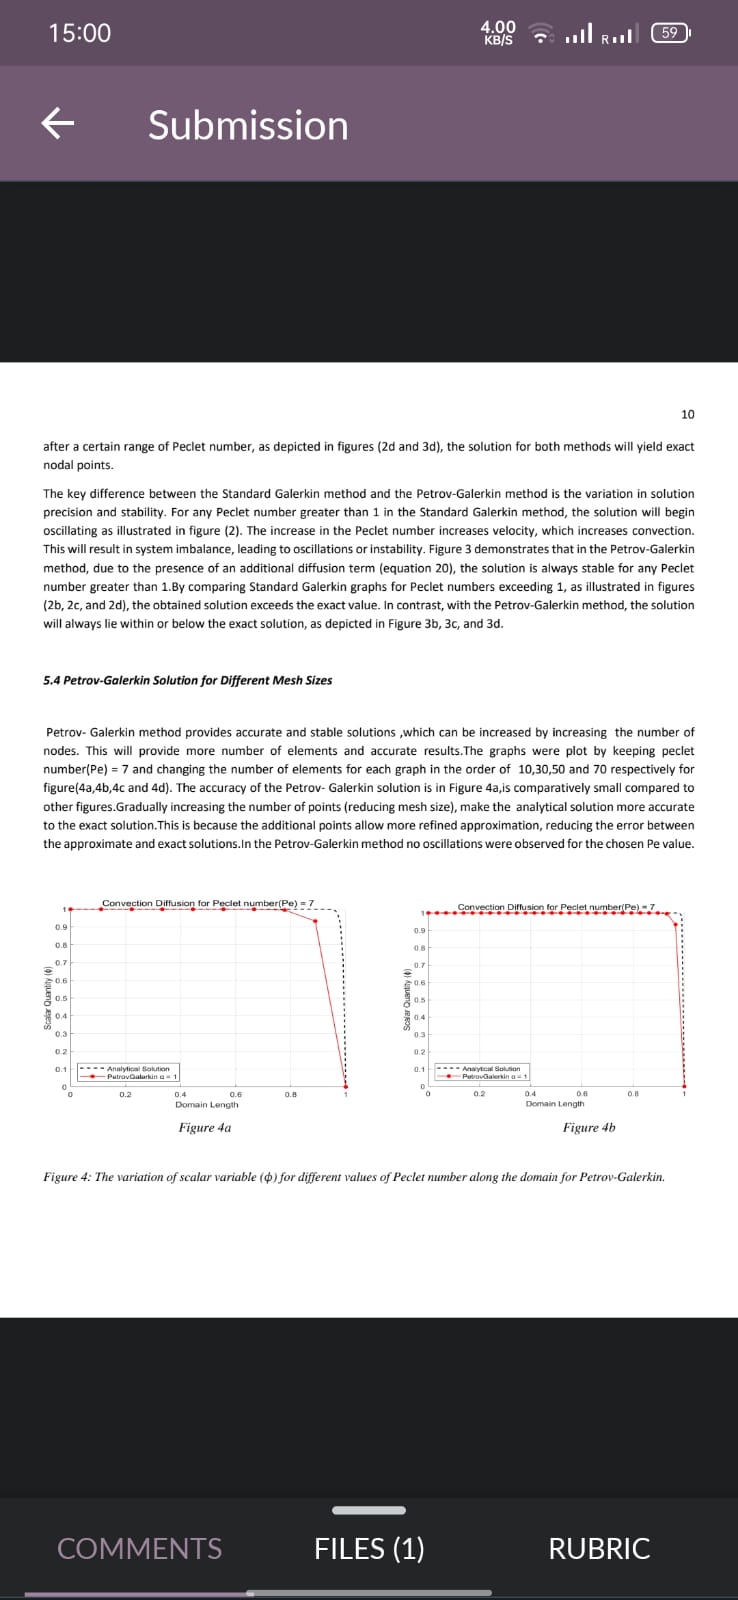 15:00
4.00
KB/S
R
59
Submission
10
after a certain range of Peclet number, as depicted in figures (2d and 3d), the solution for both methods will yield exact
nodal points.
The key difference between the Standard Galerkin method and the Petrov-Galerkin method is the variation in solution
precision and stability. For any Peclet number greater than 1 in the Standard Galerkin method, the solution will begin
oscillating as illustrated in figure (2). The increase in the Peclet number increases velocity, which increases convection.
This will result in system imbalance, leading to oscillations or instability. Figure 3 demonstrates that in the Petrov-Galerkin
method, due to the presence of an additional diffusion term (equation 20), the solution is always stable for any Peclet
number greater than 1.By comparing Standard Galerkin graphs for Peclet numbers exceeding 1, as illustrated in figures
(2b, 2c, and 2d), the obtained solution exceeds the exact value. In contrast, with the Petrov-Galerkin method, the solution
will always lie within or below the exact solution, as depicted in Figure 3b, 3c, and 3d.
5.4 Petrov-Galerkin Solution for Different Mesh Sizes
Petrov- Galerkin method provides accurate and stable solutions ,which can be increased by increasing the number of
nodes. This will provide more number of elements and accurate results.The graphs were plot by keeping peclet
number(Pe) = 7 and changing the number of elements for each graph in the order of 10,30,50 and 70 respectively for
figure(4a,4b,4c and 4d). The accuracy of the Petrov- Galerkin solution is in Figure 4a,is comparatively small compared to
other figures.Gradually increasing the number of points (reducing mesh size), make the analytical solution more accurate
to the exact solution.This is because the additional points allow more refined approximation, reducing the error between
the approximate and exact solutions.In the Petrov-Galerkin method no oscillations were observed for the chosen Pe value.
Convection Diffusion for Peclet number(Pe) = 7
1
0.9
0.8
0.7
0.6
0.5
0.4
0.3
0.2
0.1
0
Scalar Quantity (ϕ)
Analytical Solution
PetrovGalerkin α = 1
0 0.2 0.4 0.6 0.8 1
Domain Length
Figure 4a
Convection Diffusion for Peclet number(Pe) = 7
1
0.9
0.8
0.7
0.6
0.5
0.4
0.3
0.2
0.1
0
Scalar Quantity (ϕ)
Analytical Solution
PetrovGalerkin α = 1
0 0.2 0.4 0.6 0.8 1
Domain Length
Figure 4b
Figure 4: The variation of scalar variable (ϕ) for different values of Peclet number along the domain for Petrov-Galerkin.
COMMENTS
FILES (1)
RUBRIC